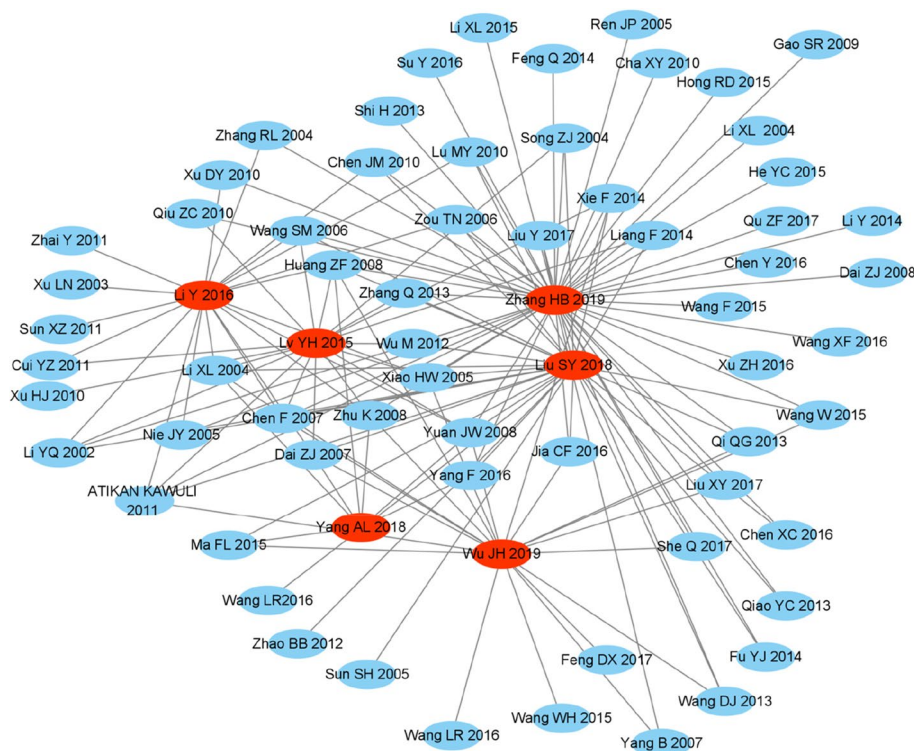 Li XL 2015
Ren JP 2005
Su Y 2016
Feng Q 2014
Cha XY 2010
Gao SR 2009
Hong RD 2015
Shi H 2013
Zhang RL 2004
Song ZJ 2004
Li XL  2004
Lu MY 2010
Chen JM 2010
Xu DY 2010
He YC 2015
Xie F 2014
Qiu ZC 2010
Zou TN 2006
Qu ZF 2017
Li Y 2014
Wang SM 2006
Liu Y 2017
Liang F 2014
Zhai Y 2011
Huang ZF 2008
Chen Y 2016
Dai ZJ 2008
Xu LN 2003
Li Y 2016
Zhang Q 2013
Zhang HB 2019
Wang F 2015
Sun XZ 2011
Lv YH 2015
Wu M 2012
Wang XF 2016
Cui YZ 2011
Li XL 2004
Xiao HW 2005
Liu SY 2018
Xu ZH 2016
Xu HJ 2010
Chen F 2007
Zhu K 2008
Wang W 2015
Nie JY 2005
Yuan JW 2008
Qi QG 2013
Li YQ 2002
Dai ZJ 2007
Jia CF 2016
Yang F 2016
Liu XY 2017
ATIKAN KAWULI
2011
Yang AL 2018
Chen XC 2016
Ma FL 2015
Wu JH 2019
She Q 2017
Wang LR2016
Qiao YC 2013
Zhao BB 2012
Fu YJ 2014
Sun SH 2005
Feng DX 2017
Wang DJ 2013
Wang WH 2015
Wang LR 2016
Yang B 2007